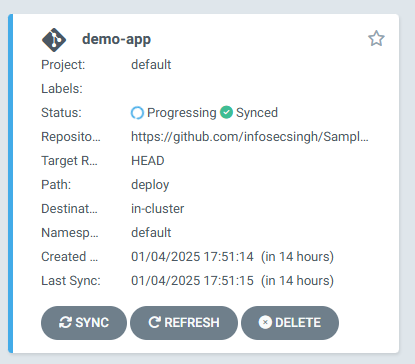 demo-app
Project: default
Labels:
Status: Progressing Synced
Reposito... https://github.com/infosecsingh/Sampl...
Target R... HEAD
Path: deploy
Destinat... in-cluster
Namesp... default
Created ... 01/04/2025 17:51:14 (in 14 hours)
Last Sync: 01/04/2025 17:51:15 (in 14 hours)
SYNC REFRESH DELETE